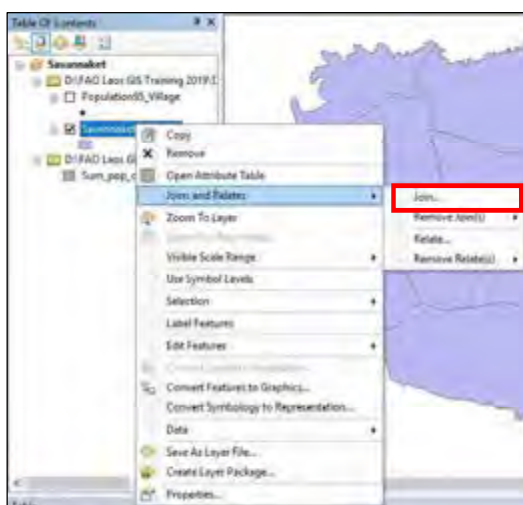 Table Of Contents
Savannaket
D:\FAO Laos GIS Training 2019\
Population05_Village
Savannaket
D:\FAO Laos G
Sum_pop_
Copy
Remove
Open Attribute Table
Joins and Relates
Zoom To Layer
Visible Scale Range
Use Symbol Levels
Selection
Label Features
Edit Features
Convert Features to Graphics...
Convert Symbology to Representation...
Data
Save As Layer File...
Create Layer Package...
Properties...
Join...
Remove Join(s)
Relate...
Remove Relate(s)